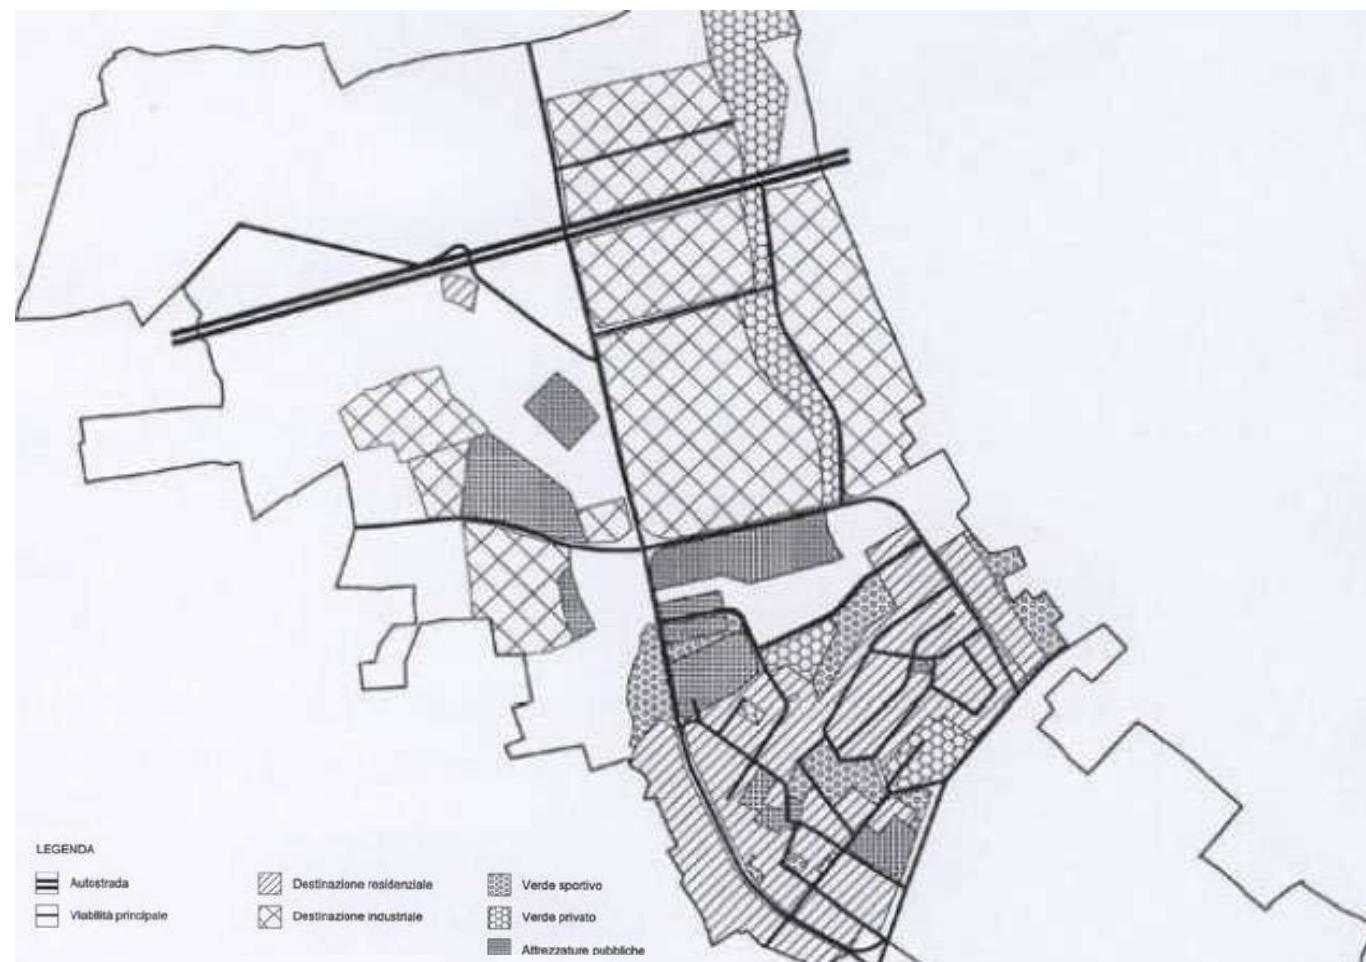 LEGENDA
Autostrada
Viabilità principale
Destinazione residenziale
Destinazione industriale
Verde sportivo
Verde privato
Attrezzature pubbliche